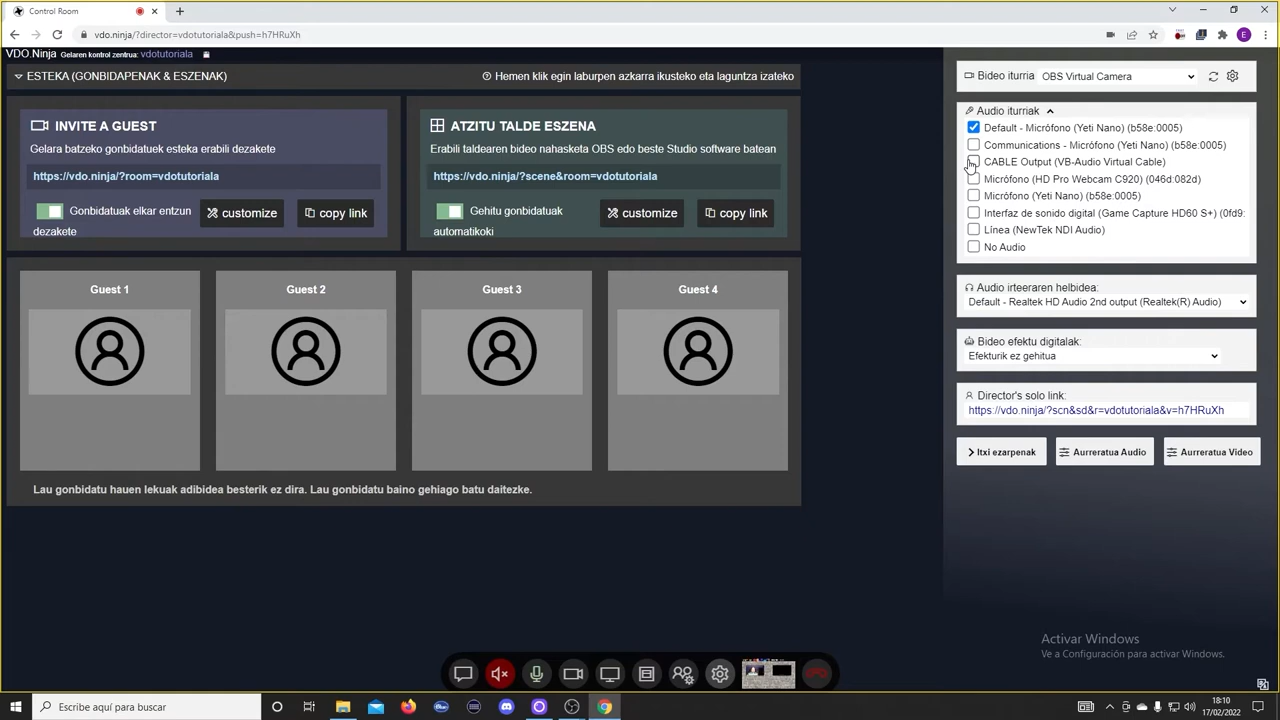 Control Room
vdo.ninja/?director=vdotutoriala&push=h7HRuXh
E
VDO.Ninja Gelaren kontrol zentrua: vdotutoriala
ESTEKA (GONBIDAPENAK & ESZENAK)
Hemen klik egin laburpen azkarra ikusteko eta laguntza izateko
INVITE A GUEST
Gelara batzeko gonbidatuek esteka erabili dezakete
https://vdo.ninja/?room=vdotutoriala
Gonbidatuak elkar entzun dezakete
customize
copy link
ATZITU TALDE ESZENA
Erabili taldearen bideo nahasketa OBS edo beste Studio software batean
https://vdo.ninja/?scene&room=vdotutoriala
Gehitu gonbidatuak automatikoki
customize
copy link
Guest 1
Guest 2
Guest 3
Guest 4
Lau gonbidatu hauen lekuak adibidea besterik ez dira. Lau gonbidatu baino gehiago batu daitezke.
Bideo iturria
OBS Virtual Camera
Audio iturriak
Default - Micrófono (Yeti Nano) (b58e:0005)
Communications - Micrófono (Yeti Nano) (b58e:0005)
CABLE Output (VB-Audio Virtual Cable)
Micrófono (HD Pro Webcam C920) (046d:082d)
Micrófono (Yeti Nano) (b58e:0005)
Interfaz de sonido digital (Game Capture HD60 S+) (0fd9:
Línea (NewTek NDI Audio)
No Audio
Audio irteeraren helbidea:
Default - Realtek HD Audio 2nd output (Realtek(R) Audio)
Bideo efektu digitalak:
Efekturik ez gehitua
Director's solo link:
https://vdo.ninja/?scn&sd&r=vdotutoriala&v=h7HRuXh
Itxi ezarpenak
Aurreratua Audio
Aurreratua Video
Activar Windows
Ve a Configuración para activar Windows.
Escribe aquí para buscar
18:10
17/02/2022